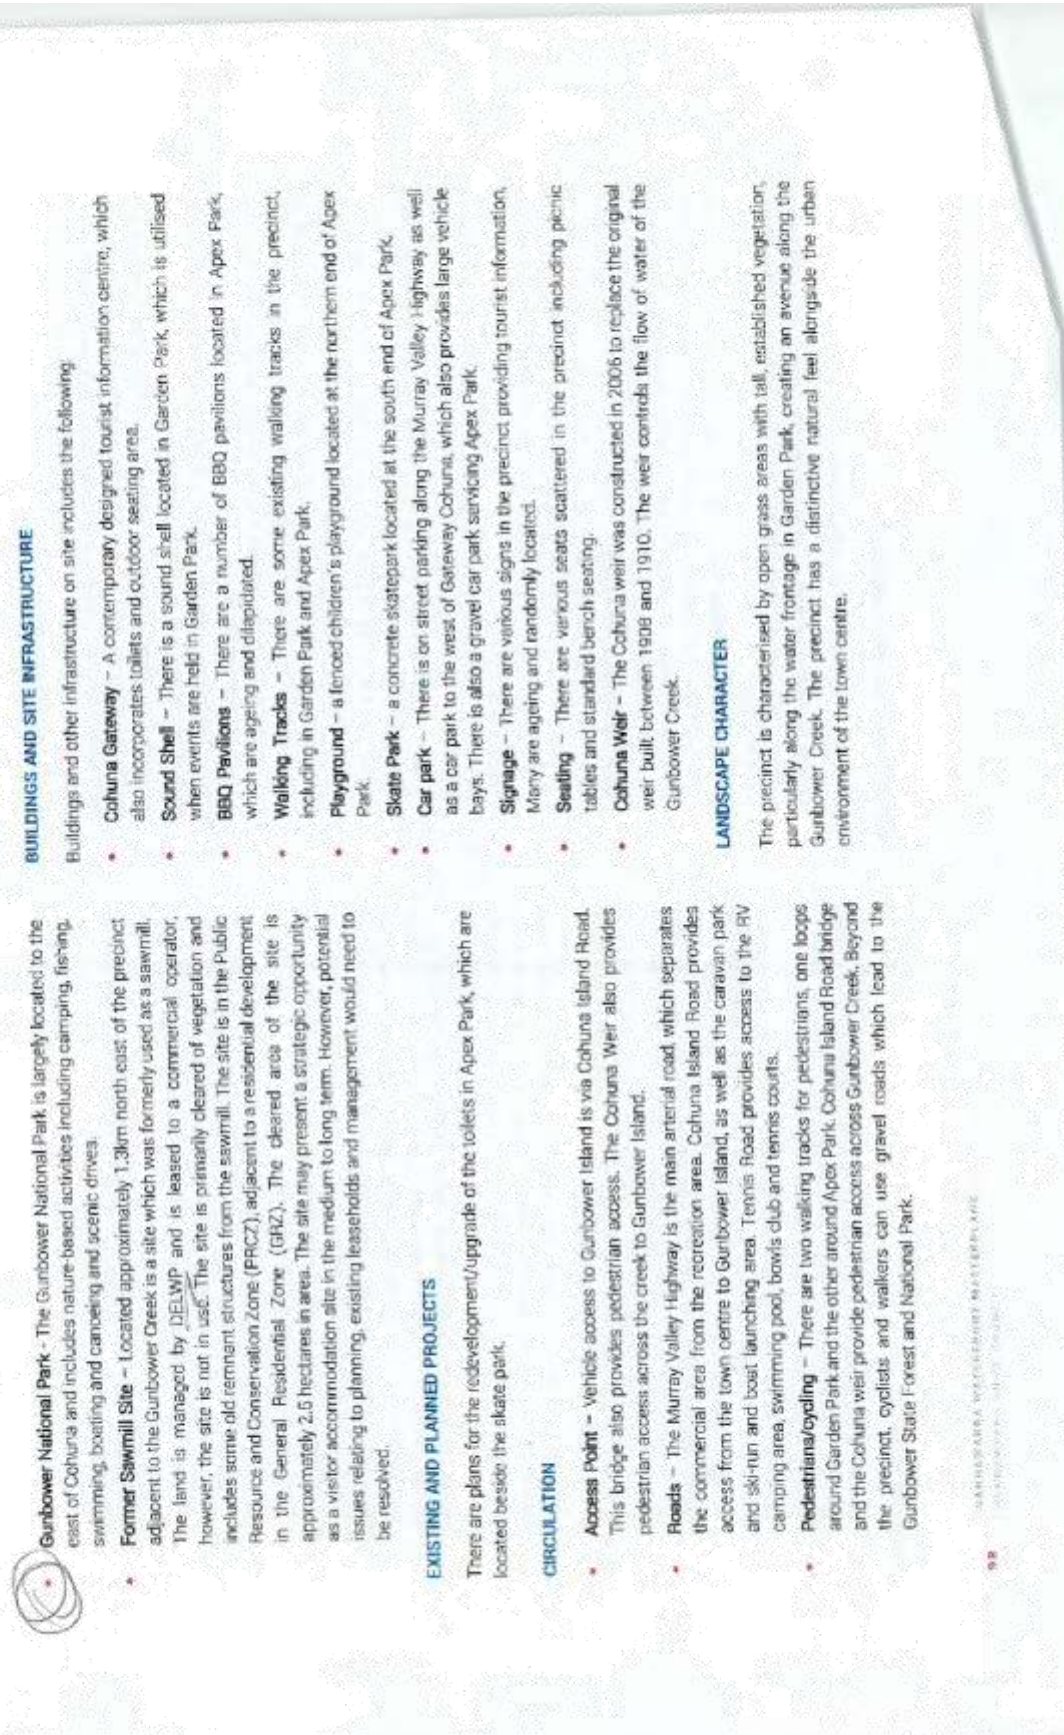 Gunbower National Park - The Gunbower National Park is largely located to the
east of Cohuna and includes nature-based activities including camping, fishing,
swimming, boating and canoeing and scenic drives.
Former Sawmill Site – Located approximately 1.3km north east of the precinct
adjacent to the Gunbower Creek is a site which was formerly used as a sawmill.
The land is managed by DELWP and is leased to a commercial operator,
however, the site is not in use. The site is primarily cleared of vegetation and
includes some old remnant structures from the sawmill. The site is in the Public
Resource and Conservation Zone (PRCZ), adjacent to a residential development
in the General Residential Zone (GRZ). The cleared area of the site is
approximately 2.5 hectares in area. The site may present a strategic opportunity
as a visitor accommodation site in the medium to long term. However, potential
issues relating to planning, existing leaseholds and management would need to
be resolved.
EXISTING AND PLANNED PROJECTS
There are plans for the redevelopment/upgrade of the toilets in Apex Park, which are
located beside the skate park.
CIRCULATION
Access Point – Vehicle access to Gunbower Island is via Cohuna Island Road.
This bridge also provides pedestrian access. The Cohuna Weir also provides
pedestrian access across the creek to Gunbower Island.
Roads – The Murray Valley Highway is the main arterial road, which separates
the commercial area from the recreation area. Cohuna Island Road provides
access from the town centre to Gunbower Island, as well as the caravan park
and ski-run and boat launching area. Tennis Road provides access to the RV
camping area, swimming pool, bowls club and tennis courts.
Pedestrians/cycling – There are two walking tracks for pedestrians, one loops
around Garden Park and the other around Apex Park. Cohuna Island Road bridge
and the Cohuna weir provide pedestrian access across Gunbower Creek. Beyond
the precinct, cyclists and walkers can use gravel roads which lead to the
Gunbower State Forest and National Park.
BUILDINGS AND SITE INFRASTRUCTURE
Buildings and other infrastructure on site includes the following:
Cohuna Gateway – A contemporary designed tourist information centre, which
also incorporates toilets and outdoor seating area.
Sound Shell – There is a sound shell located in Garden Park, which is utilised
when events are held in Garden Park.
BBQ Pavilions – There are a number of BBQ pavilions located in Apex Park,
which are ageing and dilapidated.
Walking Tracks – There are some existing walking tracks in the precinct,
including in Garden Park and Apex Park.
Playground – a fenced children's playground located at the northern end of Apex
Park.
Skate Park – a concrete skatepark located at the south end of Apex Park.
Car park – There is on street parking along the Murray Valley Highway as well
as a car park to the west of Gateway Cohuna, which also provides large vehicle
bays. There is also a gravel car park servicing Apex Park.
Signage – There are various signs in the precinct providing tourist information,
Many are ageing and randomly located.
Seating – There are various seats scattered in the precinct including picnic
tables and standard bench seating.
Cohuna Weir – The Cohuna weir was constructed in 2006 to replace the original
weir built between 1908 and 1910. The weir controls the flow of water of the
Gunbower Creek.
LANDSCAPE CHARACTER
The precinct is characterised by open grass areas with tall, established vegetation,
particularly along the water frontage in Garden Park, creating an avenue along the
Gunbower Creek. The precinct has a distinctive natural feel alongside the urban
environment of the town centre.
98